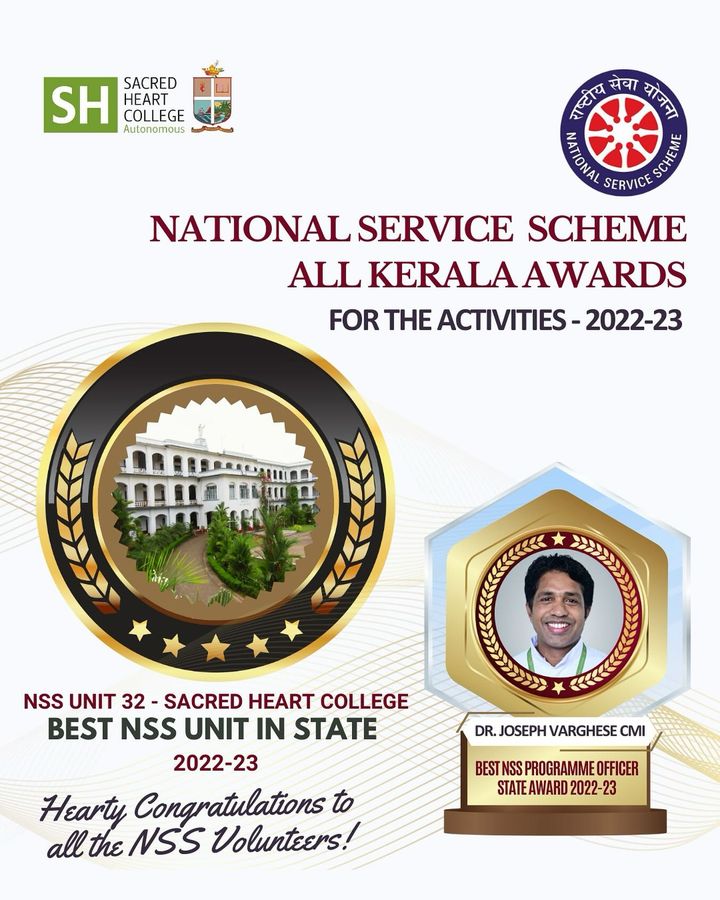 SH
SACRED
HEART
COLLEGE
Autonomous
राष्ट्रीय सेवा योजना
NATIONAL SERVICE SCHEME
NATIONAL SERVICE SCHEME
ALL KERALA AWARDS
FOR THE ACTIVITIES - 2022-23
NSS UNIT 32 - SACRED HEART COLLEGE
BEST NSS UNIT IN STATE
2022-23
Hearty Congratulations to
all the NSS Volunteers!
DR. JOSEPH VARGHESE CMI
BEST NSS PROGRAMME OFFICER
STATE AWARD 2022-23